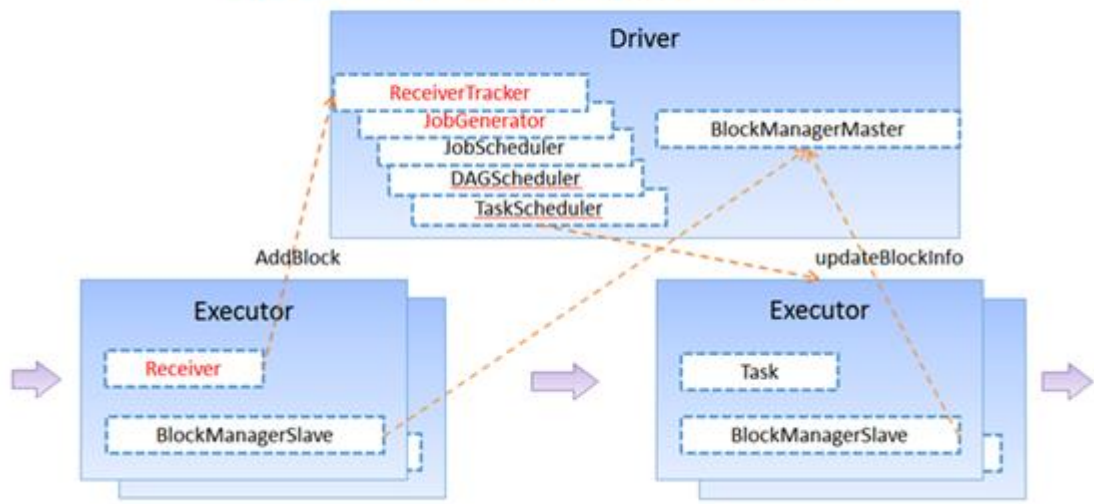 Driver
ReceiverTracker
JobGenerator
JobScheduler
DAGScheduler
TaskScheduler
BlockManagerMaster
AddBlock
updateBlockInfo
Executor
Receiver
BlockManagerSlave
Executor
Task
BlockManagerSlave